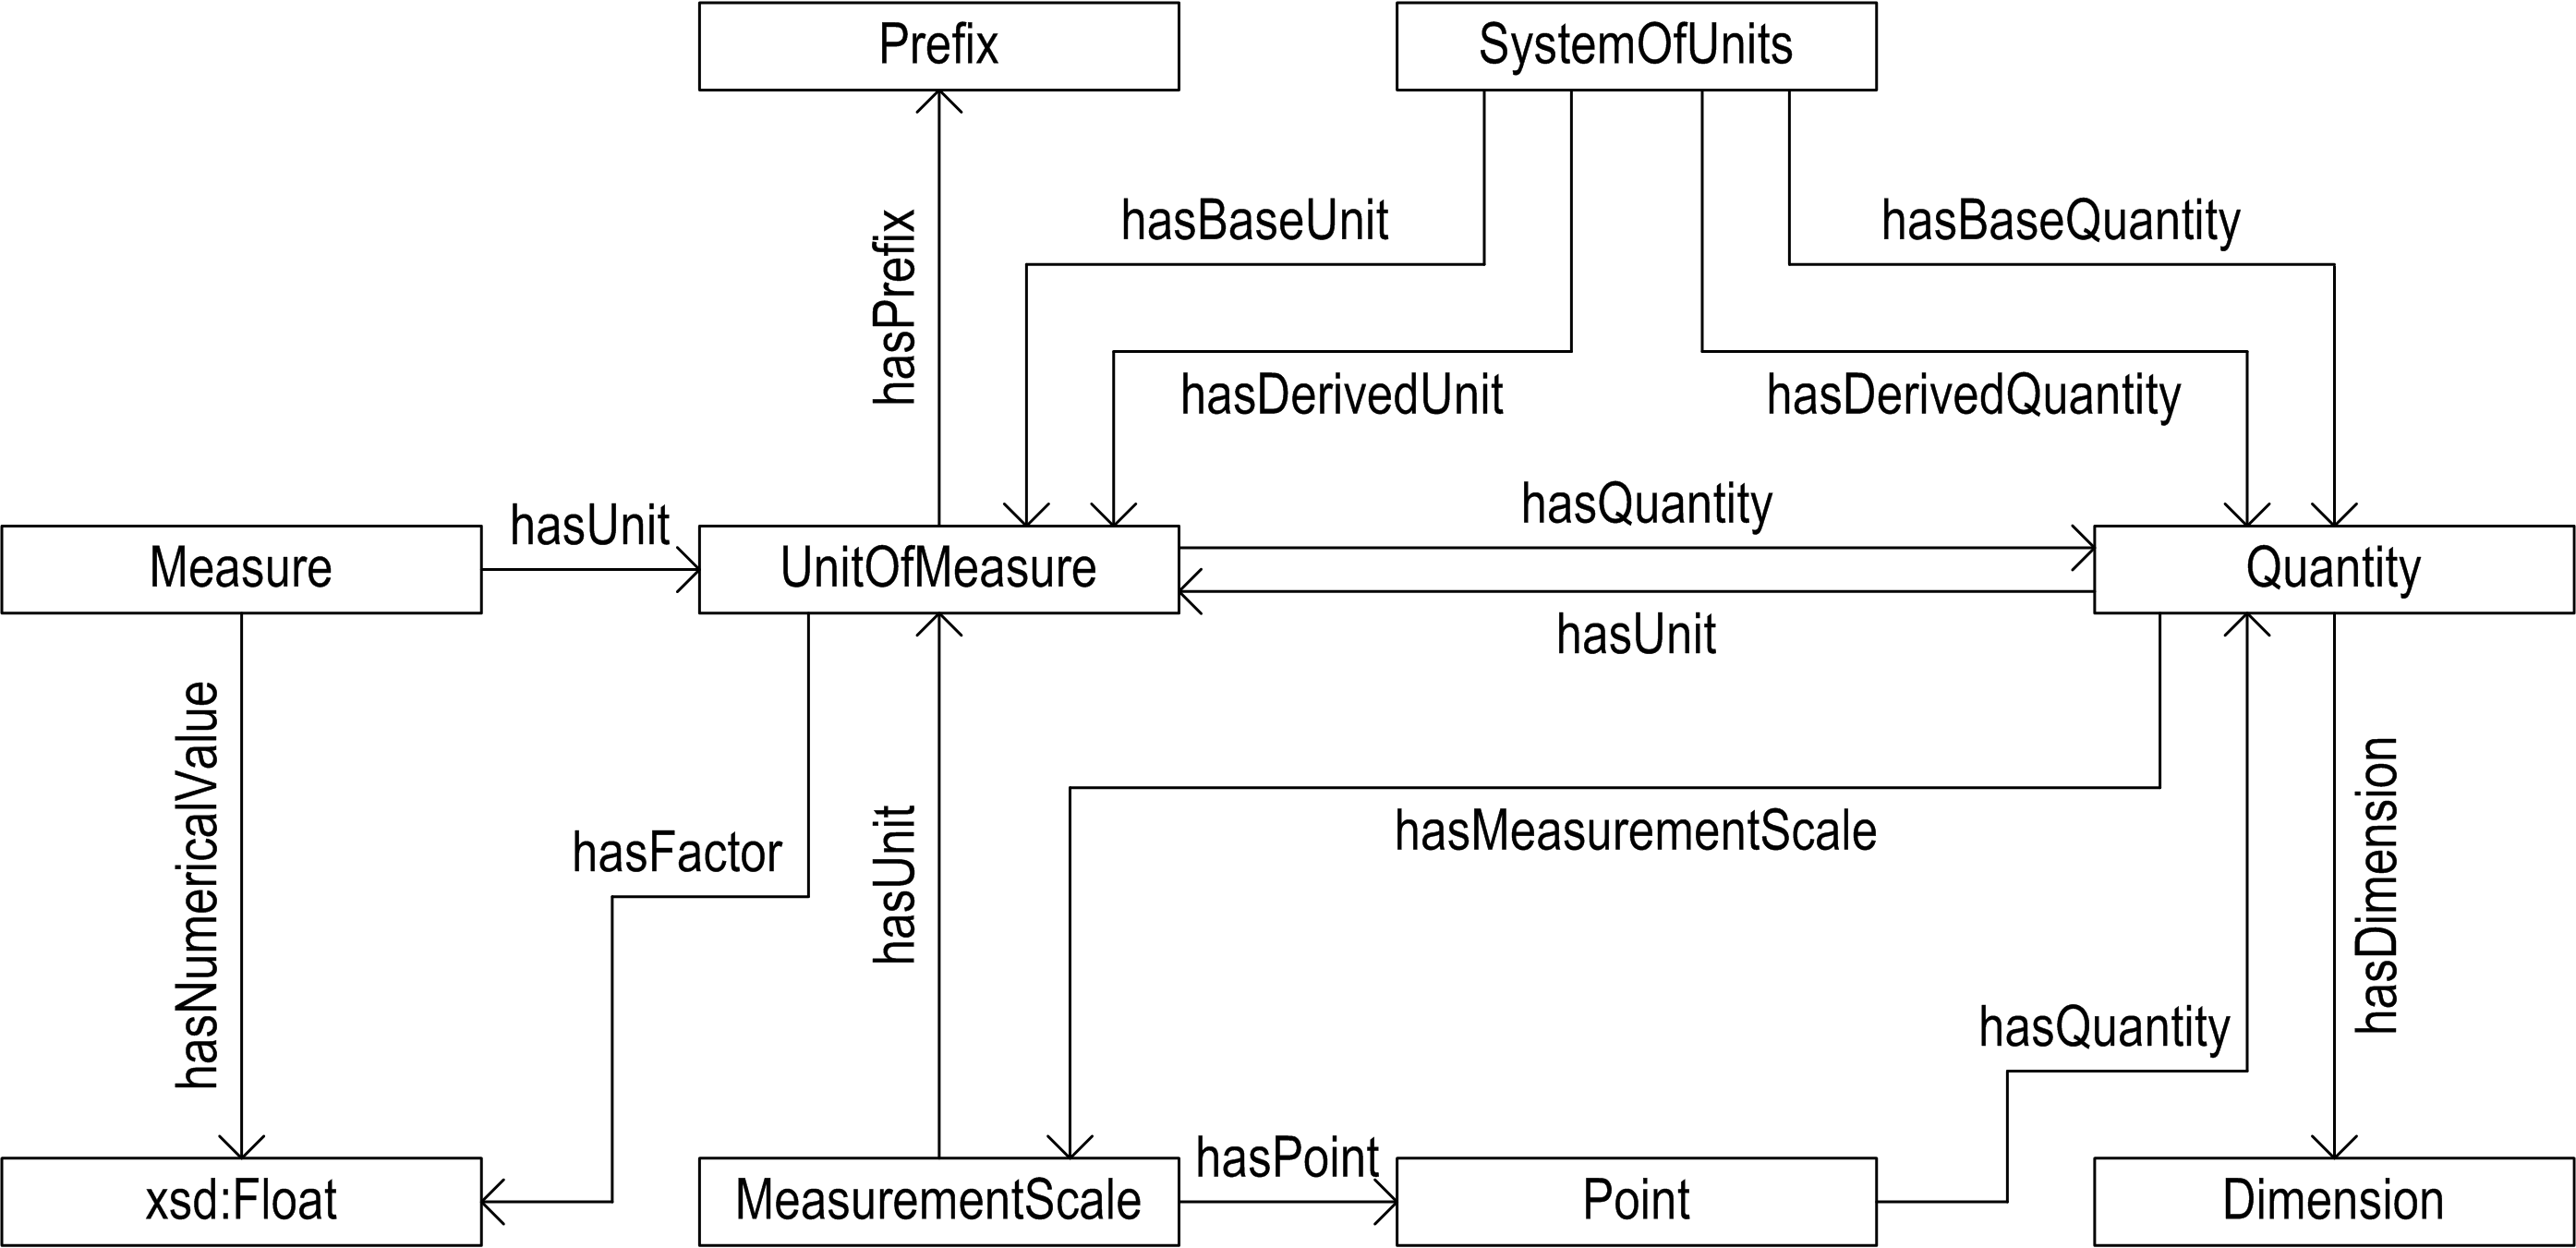 Prefix
SystemOfUnits
hasBaseUnit
hasBaseQuantity
hasPrefix
hasDerivedUnit
hasDerivedQuantity
hasUnit
hasQuantity
Measure
UnitOfMeasure
Quantity
hasUnit
hasNumericalValue
hasFactor
hasUnit
hasMeasurementScale
hasDimension
hasQuantity
hasPoint
xsd:Float
MeasurementScale
Point
Dimension